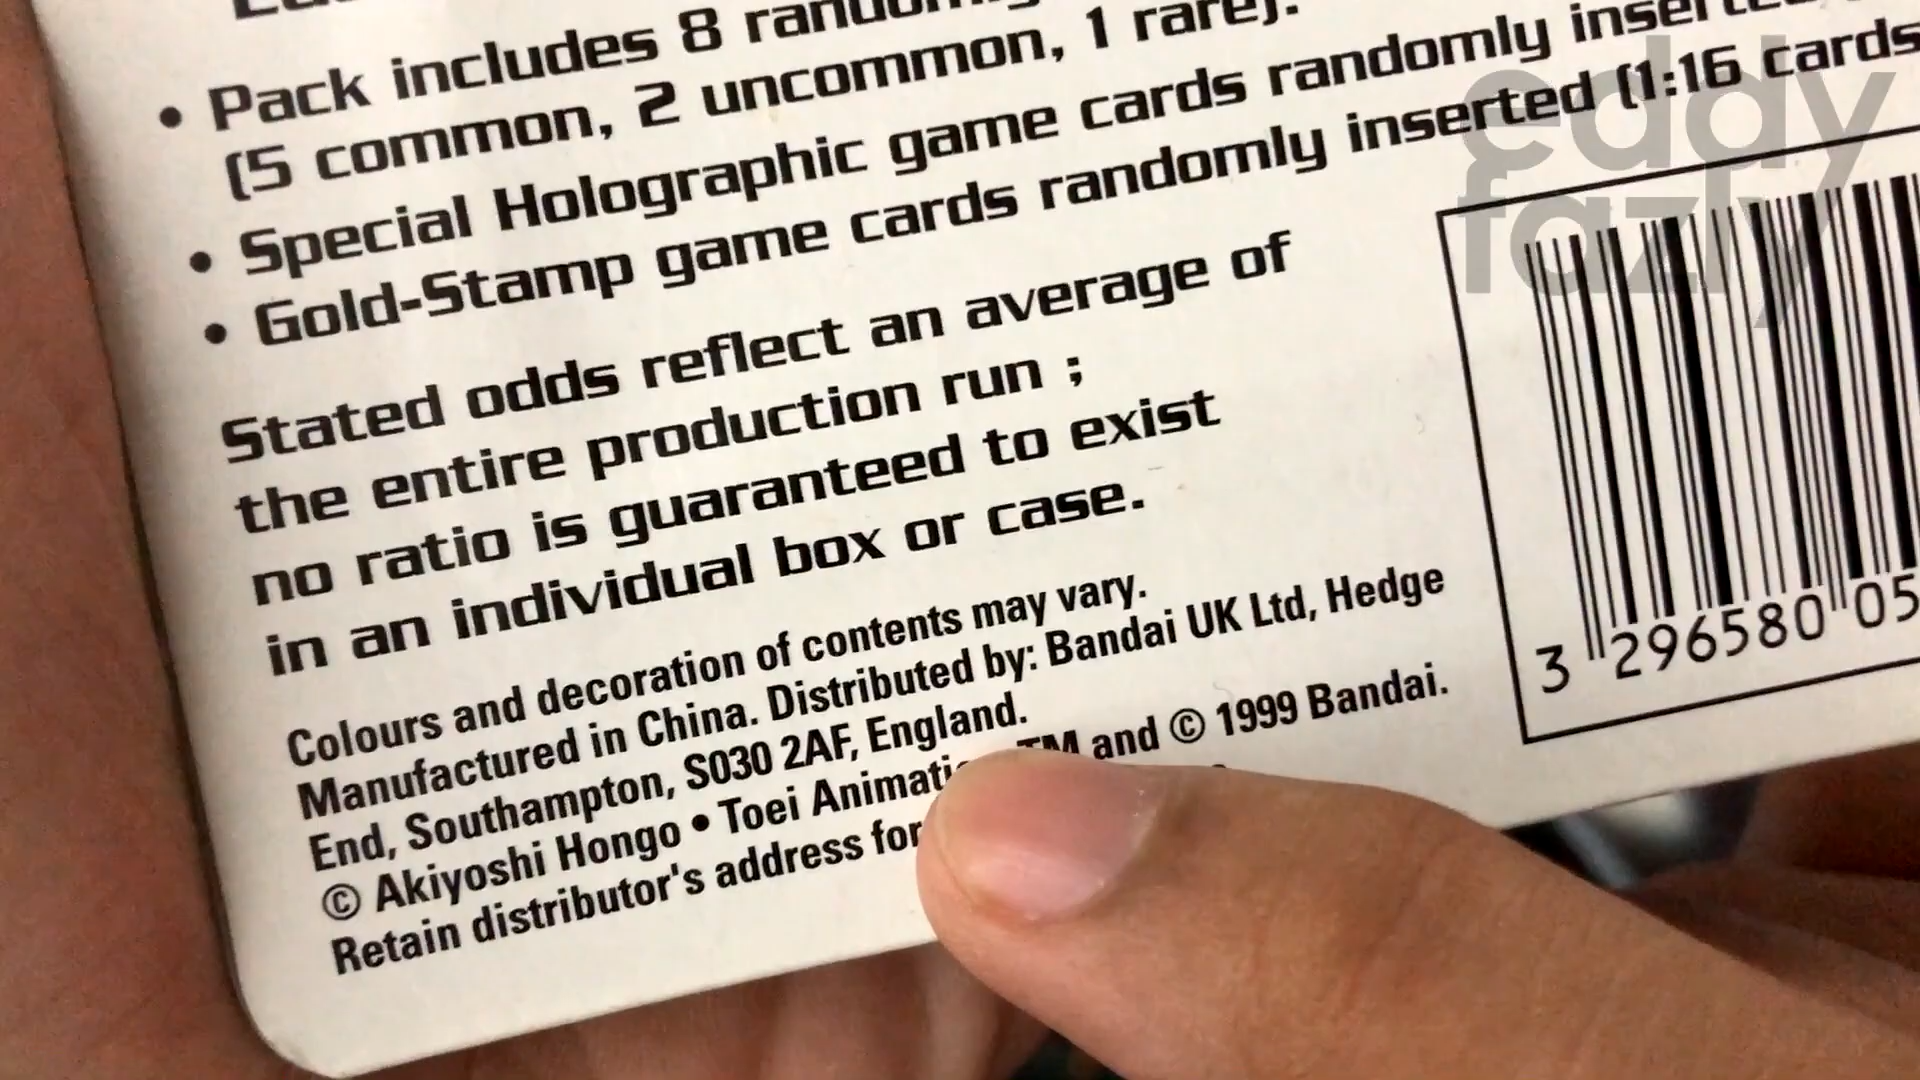 • Pack includes 8
(5 common, 2 uncommon, 1 rare).
• Special Holographic game cards randomly
• Gold-Stamp game cards randomly inserted (1:16 cards
Stated odds reflect an average of
the entire production run ;
no ratio is guaranteed to exist
in an individual box or case.
Colours and decoration of contents may vary.
Manufactured in China. Distributed by: Bandai UK Ltd, Hedge
End, Southampton, S030 2AF, England.
© Akiyoshi Hongo • Toei TM and © 1999 Bandai.
Retain distributor's address for
3 296580 05
eddy
fazly